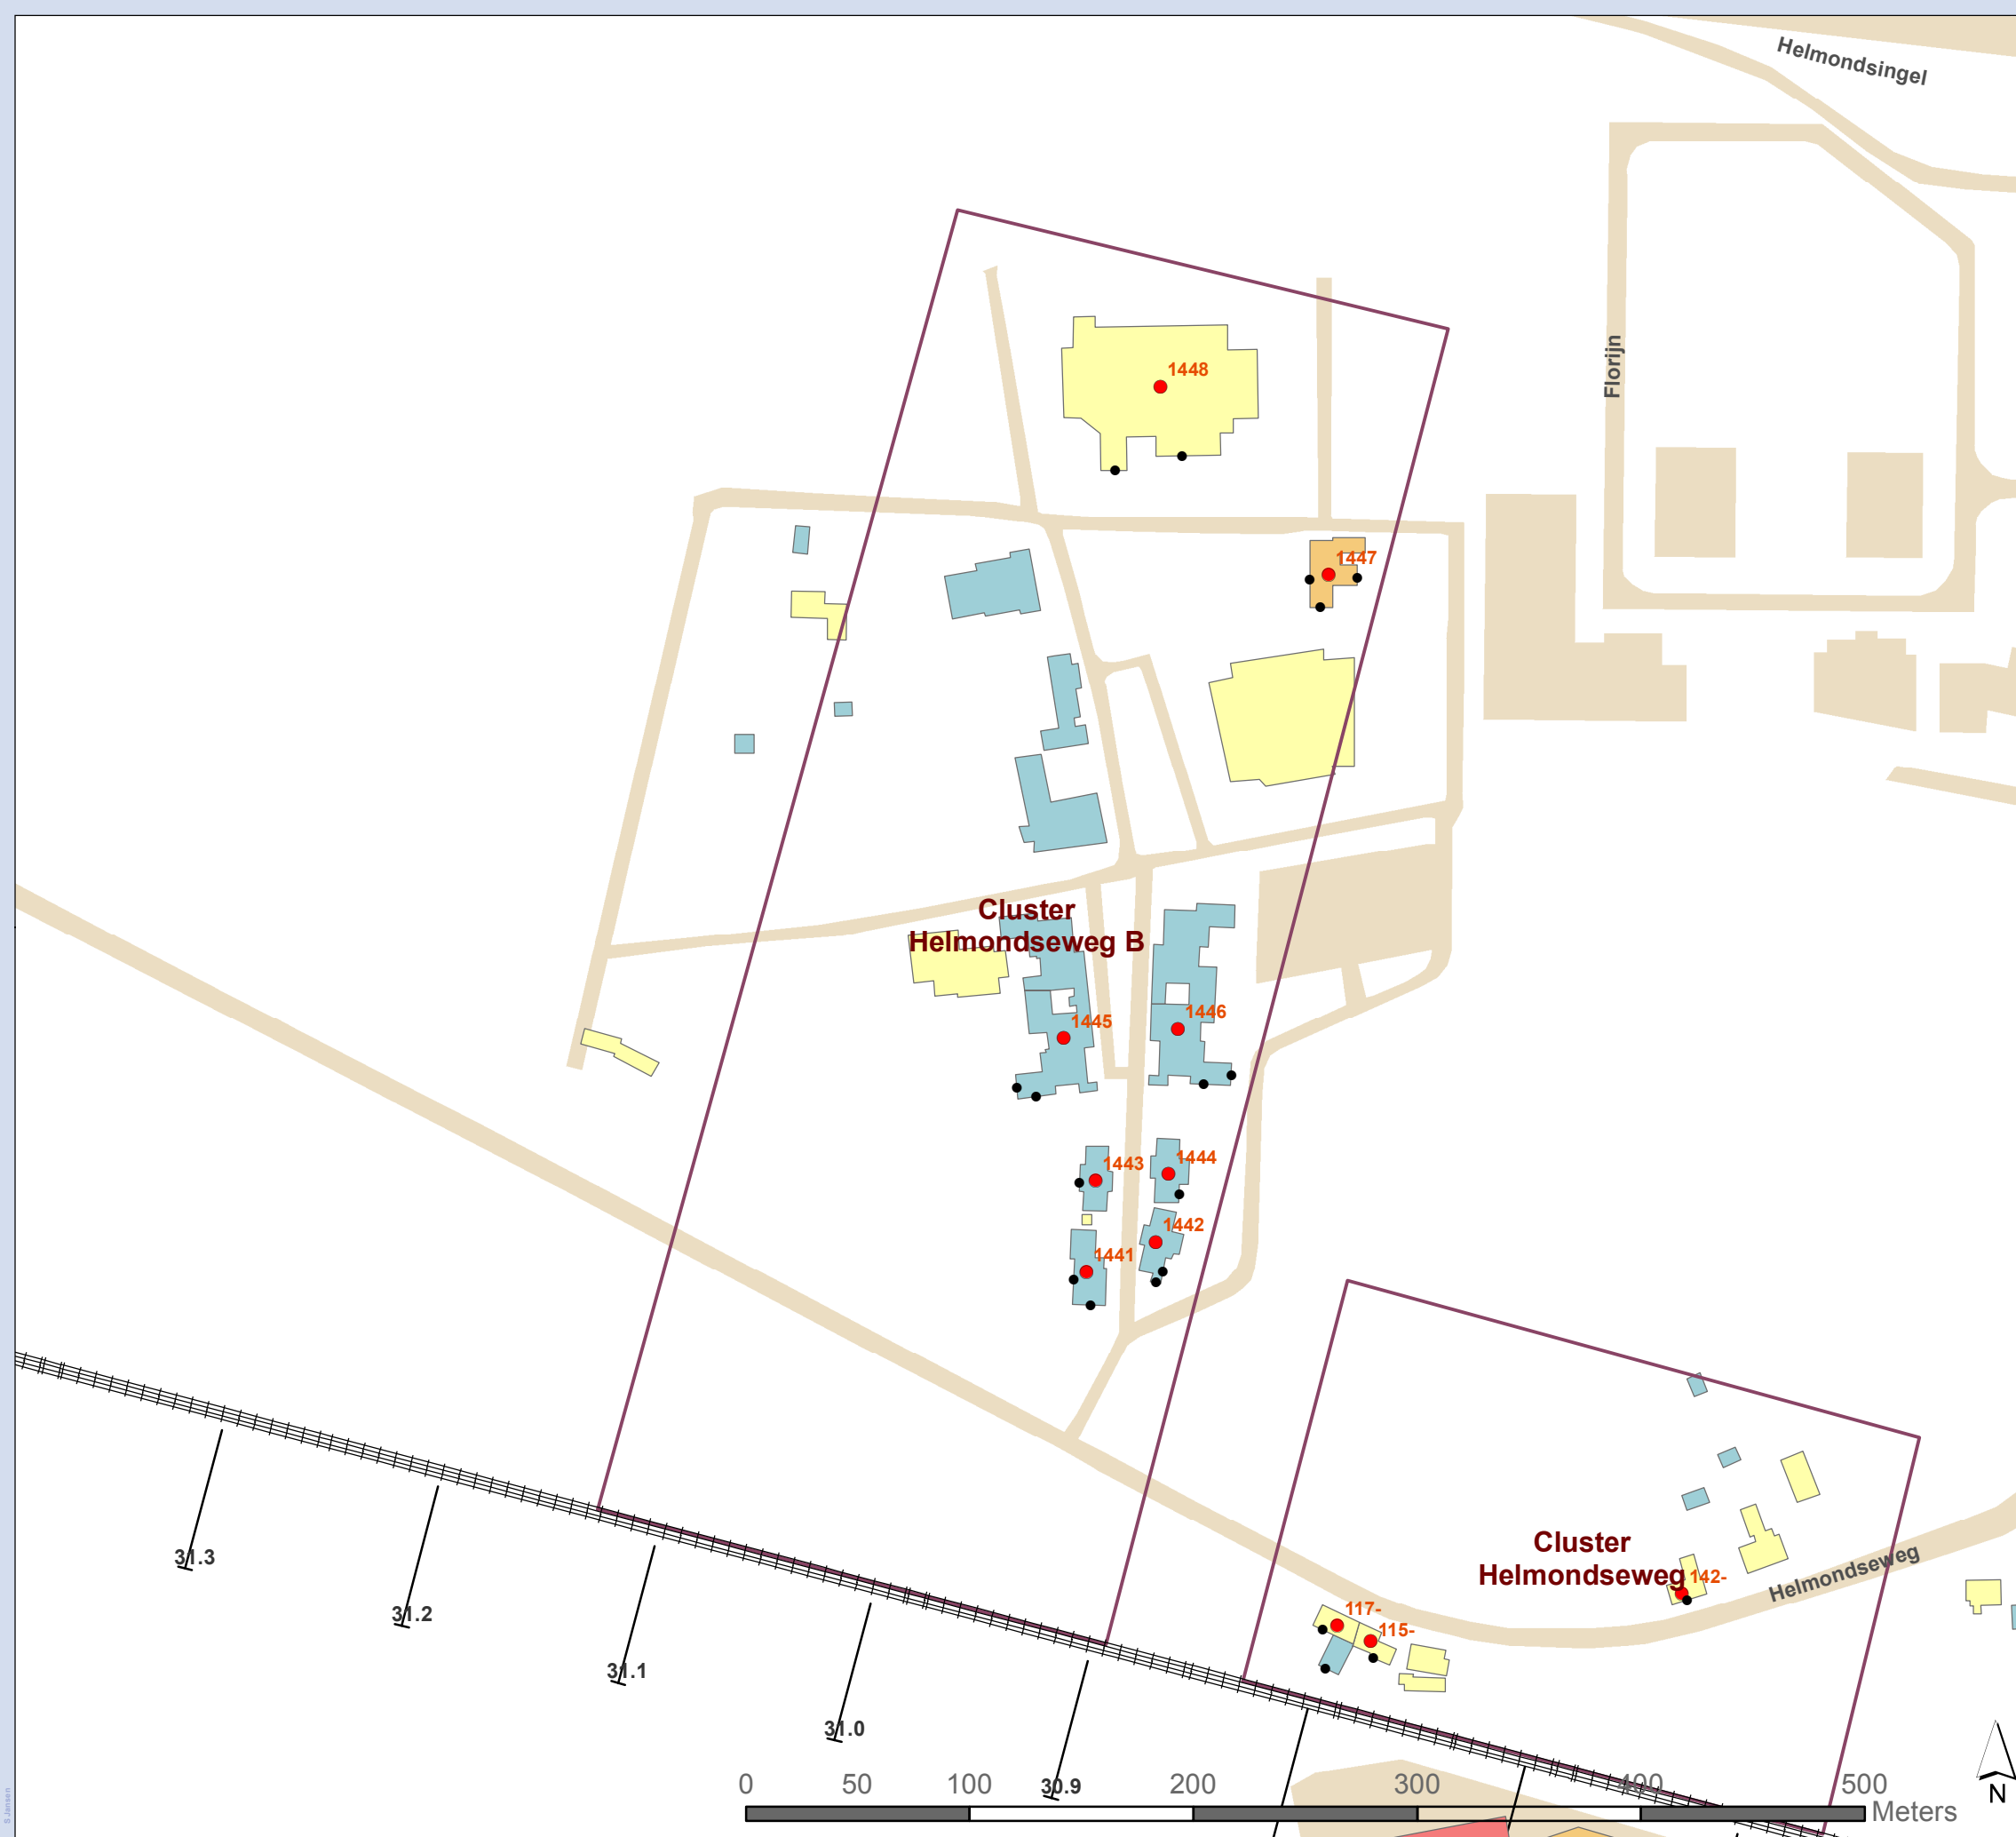 Helmondsingel
Florijn
1448
1447
Cluster
Helmondseweg B
1445
1446
1443
1444
1442
1441
Cluster
Helmondseweg
142-
Helmondseweg
117-
115-
31.3
31.2
31.1
31.0
30.9
0 50 100 200 300 400 500
Meters
N
S Jansen